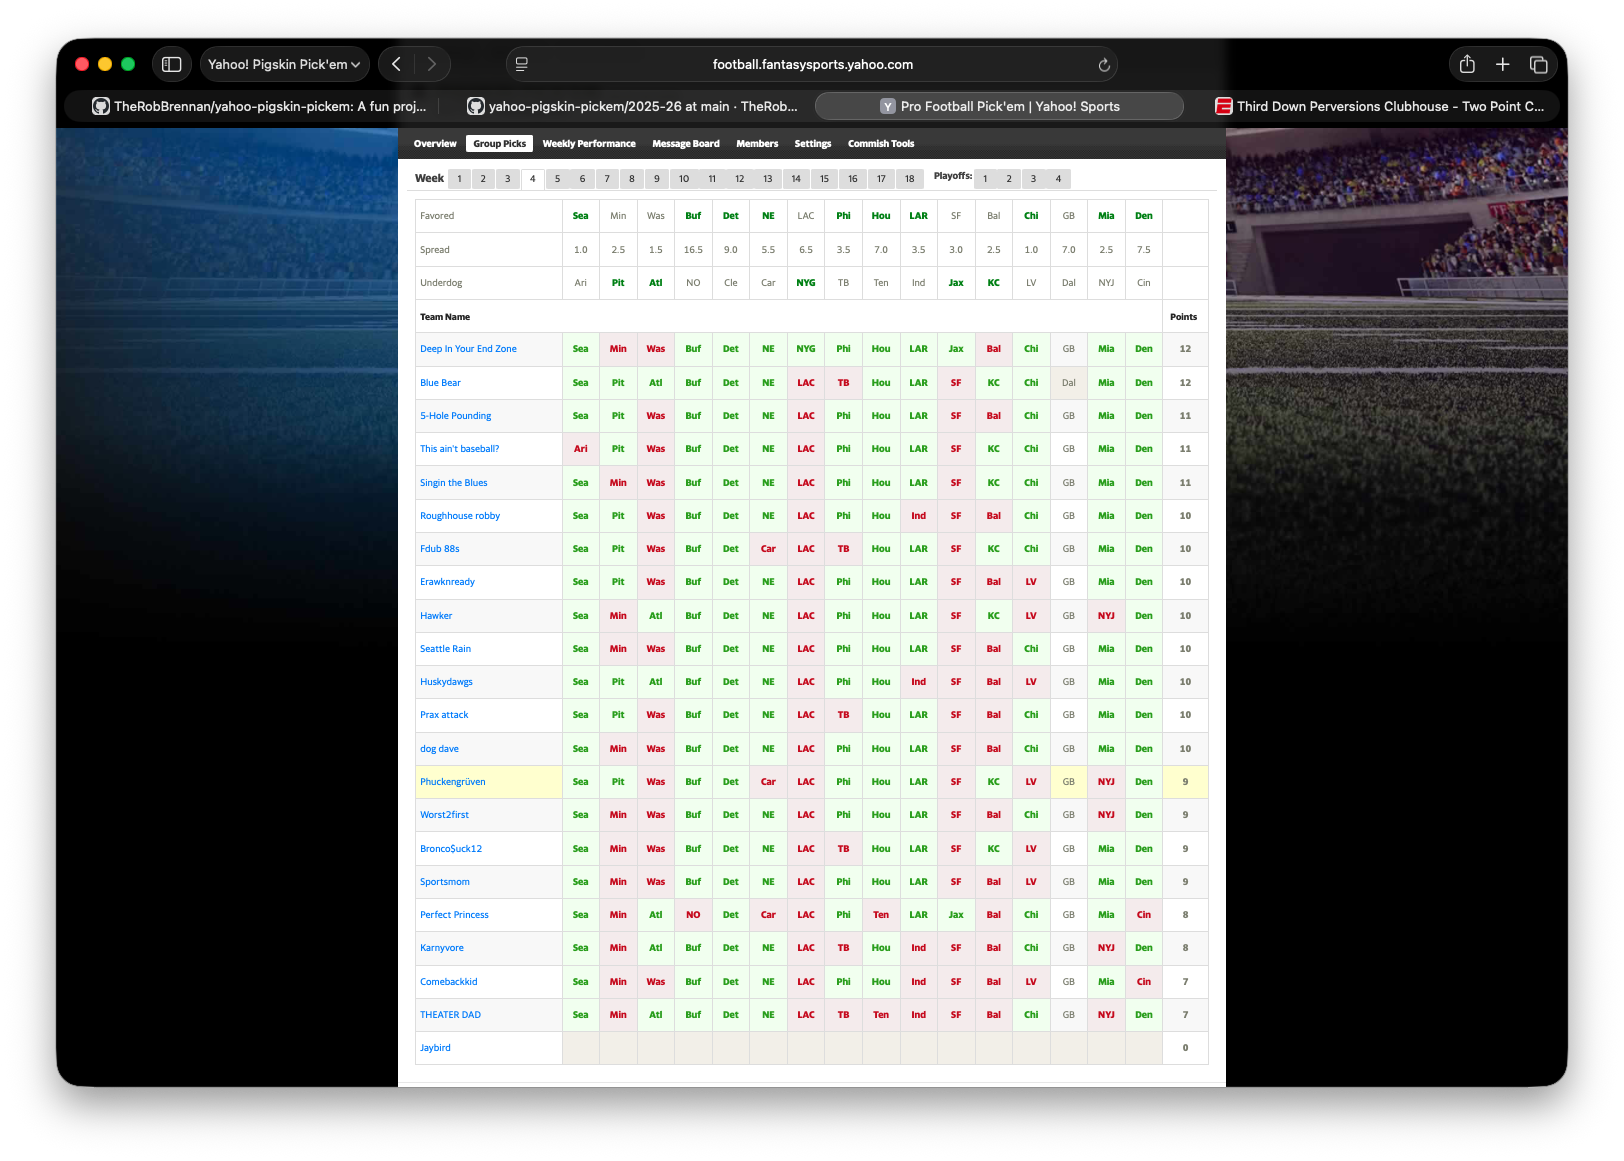 Yahoo! Pigskin Pick'em
football.fantasysports.yahoo.com
TheRobBrennan/yahoo-pigskin-pickem: A fun proj... yahoo-pigskin-pickem/2025-26 at main · TheRob... Y Pro Football Pick'em | Yahoo! Sports Third Down Perversions Clubhouse - Two Point C...
Overview Group Picks Weekly Performance Message Board Members Settings Commish Tools
Week 1 2 3 4 5 6 7 8 9 10 11 12 13 14 15 16 17 18 Playoffs: 1 2 3 4
Favored Sea Min Was Buf Det NE LAC Phi Hou LAR SF Bal Chi GB Mia Den
Spread 1.0 2.5 1.5 16.5 9.0 5.5 6.5 3.5 7.0 3.5 3.0 2.5 1.0 7.0 2.5 7.5
Underdog Ari Pit Atl NO Cle Car NYG TB Ten Ind Jax KC LV Dal NYJ Cin
Team Name Points
Deep In Your End Zone Sea Min Was Buf Det NE NYG Phi Hou LAR Jax Bal Chi GB Mia Den 12
Blue Bear Sea Pit Atl Buf Det NE LAC TB Hou LAR SF KC Chi Dal Mia Den 12
5-Hole Pounding Sea Pit Was Buf Det NE LAC Phi Hou LAR SF Bal Chi GB Mia Den 11
This ain't baseball? Ari Pit Was Buf Det NE LAC Phi Hou LAR SF KC Chi GB Mia Den 11
Singin the Blues Sea Min Was Buf Det NE LAC Phi Hou LAR SF KC Chi GB Mia Den 11
Roughhouse robby Sea Pit Was Buf Det NE LAC Phi Hou Ind SF Bal Chi GB Mia Den 10
Fdub 88s Sea Pit Was Buf Det Car LAC TB Hou LAR SF KC Chi GB Mia Den 10
Erawknready Sea Pit Was Buf Det NE LAC Phi Hou LAR SF Bal LV GB Mia Den 10
Hawker Sea Min Atl Buf Det NE LAC Phi Hou LAR SF KC LV GB NYJ Den 10
Seattle Rain Sea Min Was Buf Det NE LAC Phi Hou LAR SF Bal Chi GB Mia Den 10
Huskydawgs Sea Pit Atl Buf Det NE LAC Phi Hou Ind SF Bal LV GB Mia Den 10
Prax attack Sea Pit Was Buf Det NE LAC TB Hou LAR SF Bal Chi GB Mia Den 10
dog dave Sea Min Was Buf Det NE LAC Phi Hou LAR SF Bal Chi GB Mia Den 10
Phuckengrüven Sea Pit Was Buf Det Car LAC Phi Hou LAR SF KC LV GB NYJ Den 9
Worst2first Sea Min Was Buf Det NE LAC Phi Hou LAR SF Bal Chi GB NYJ Den 9
Bronco$uck12 Sea Min Was Buf Det NE LAC TB Hou LAR SF KC LV GB Mia Den 9
Sportsmom Sea Min Was Buf Det NE LAC Phi Hou LAR SF Bal LV GB Mia Den 9
Perfect Princess Sea Min Atl NO Det Car LAC Phi Ten LAR Jax Bal Chi GB Mia Cin 8
Karnyvore Sea Min Atl Buf Det NE LAC TB Hou Ind SF Bal Chi GB NYJ Den 8
Comebackkid Sea Min Was Buf Det NE LAC Phi Hou Ind SF Bal LV GB Mia Cin 7
THEATER DAD Sea Min Atl Buf Det NE LAC TB Ten Ind SF Bal Chi GB NYJ Den 7
Jaybird 0